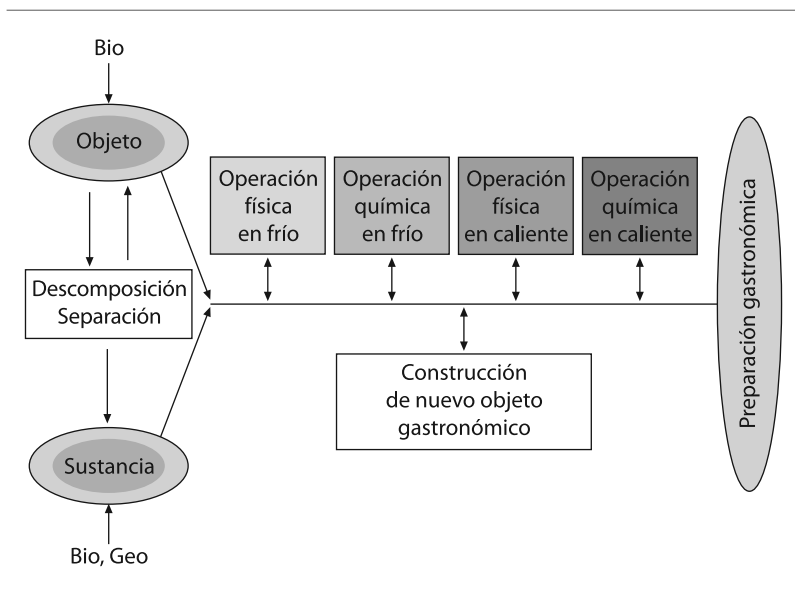 Bio
Objeto
Descomposición
Separación
Sustancia
Bio, Geo
Operación
física
en frío
Operación
química
en frío
Operación
física
en caliente
Operación
química
en caliente
Construcción
de nuevo objeto
gastronómico
Preparación gastronómica